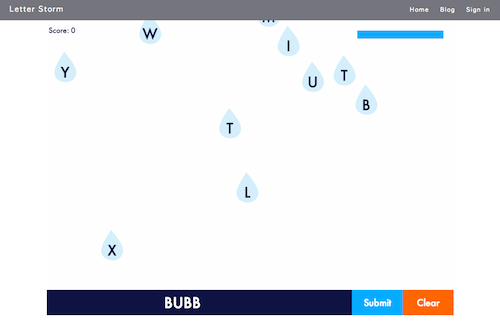 Letter Storm
Home Blog Sign in
Score: 0
W
I
Y
U
T
B
T
L
X
BUBB
Submit
Clear